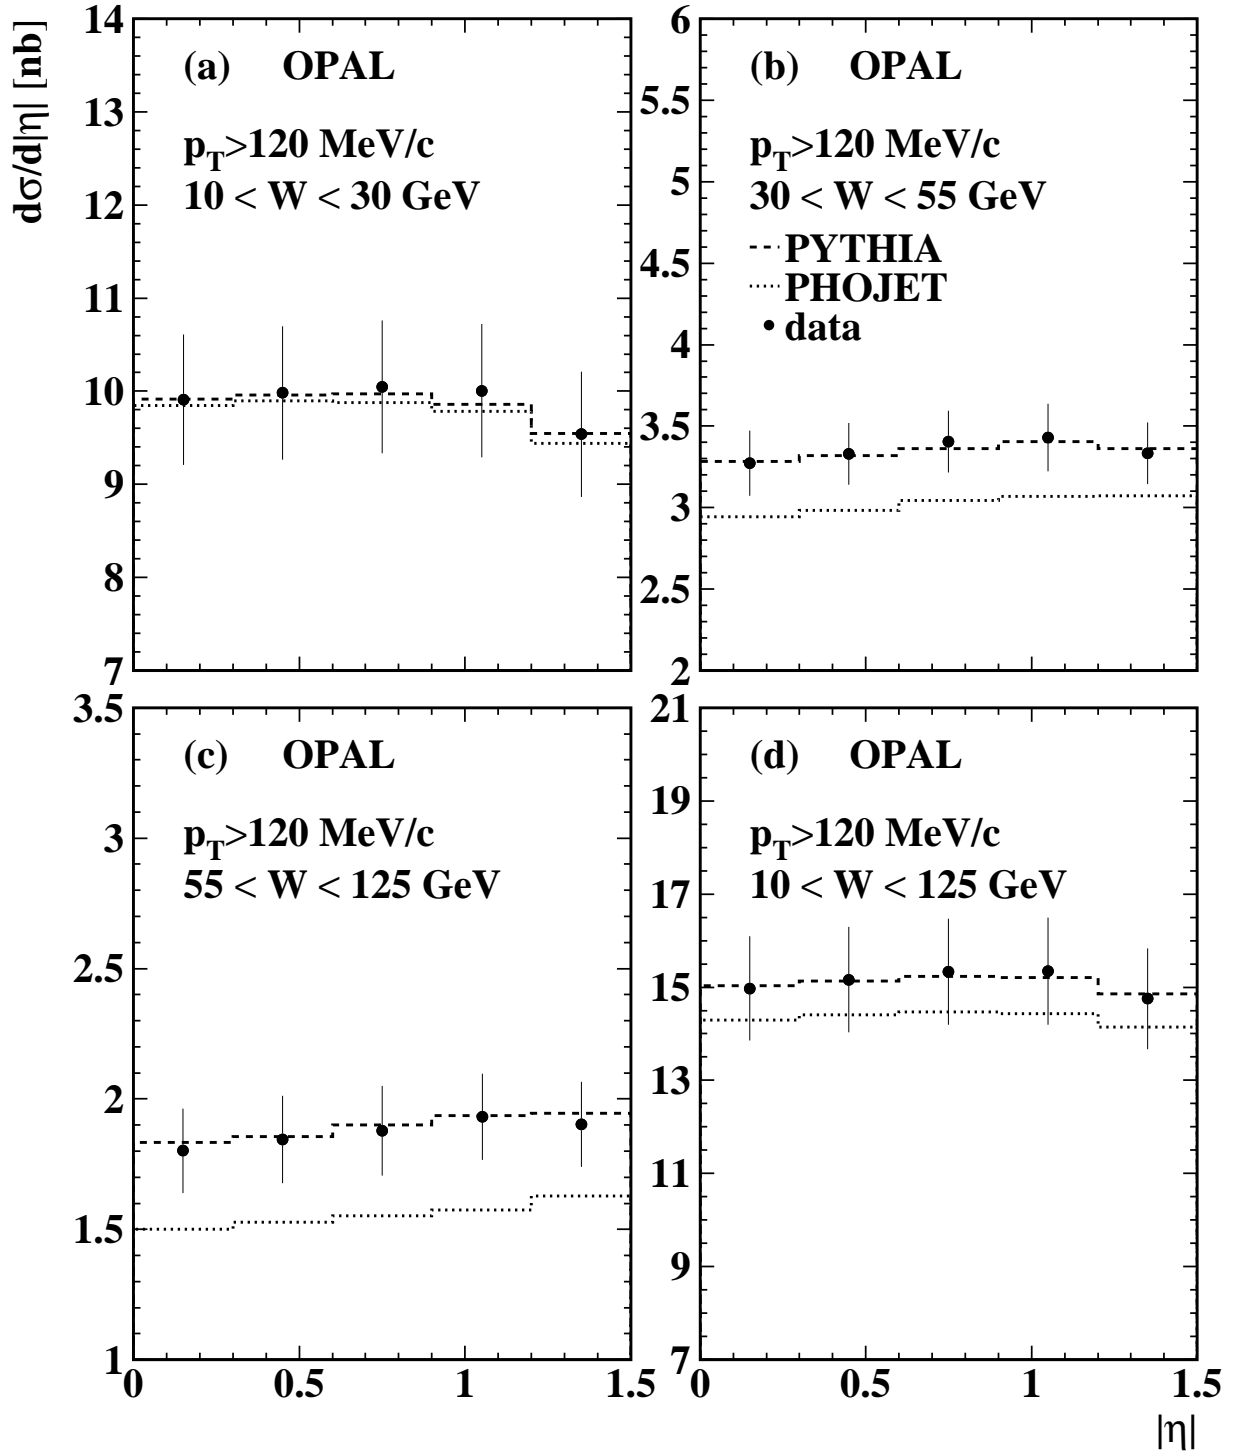 dσ/d|η| [nb]
14
13
12
11
10
9
8
7
(a) OPAL
p_T>120 MeV/c
10 < W < 30 GeV
6
5.5
5
4.5
4
3.5
3
2.5
2
(b) OPAL
p_T>120 MeV/c
30 < W < 55 GeV
PYTHIA
PHOJET
data
3.5
3
2.5
2
1.5
1
(c) OPAL
p_T>120 MeV/c
55 < W < 125 GeV
0 0.5 1 1.5
21
19
17
15
13
11
9
7
(d) OPAL
p_T>120 MeV/c
10 < W < 125 GeV
0 0.5 1 1.5
|η|